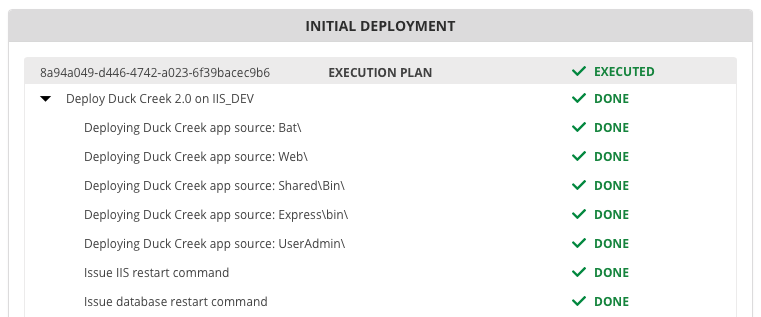 INITIAL DEPLOYMENT
8a94a049-d446-4742-a023-6f39bacec9b6 EXECUTION PLAN EXECUTED
Deploy Duck Creek 2.0 on IIS_DEV DONE
Deploying Duck Creek app source: Bat\ DONE
Deploying Duck Creek app source: Web\ DONE
Deploying Duck Creek app source: Shared\Bin\ DONE
Deploying Duck Creek app source: Express\bin\ DONE
Deploying Duck Creek app source: UserAdmin\ DONE
Issue IIS restart command DONE
Issue database restart command DONE